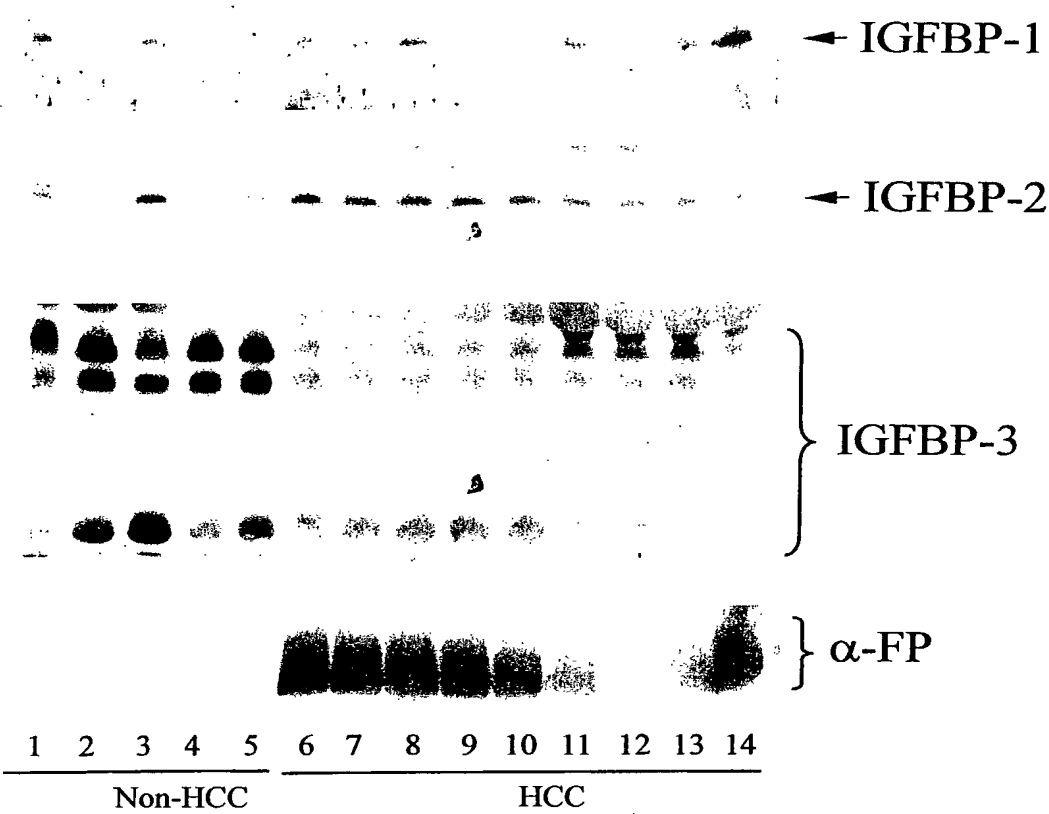 IGFBP-1
IGFBP-2
IGFBP-3
α-FP
1 2 3 4 5 6 7 8 9 10 11 12 13 14
Non-HCC HCC